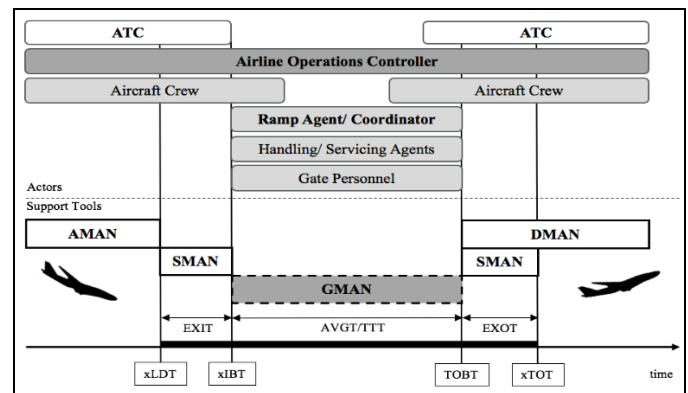 ATC ATC
Airline Operations Controller
Aircraft Crew Aircraft Crew
Ramp Agent/ Coordinator
Handling/ Servicing Agents
Gate Personnel
Actors
Support Tools
AMAN DMAN
SMAN SMAN
GMAN
EXIT AVGT/TTT EXOT
xLDT xIBT TOBT xTOT time